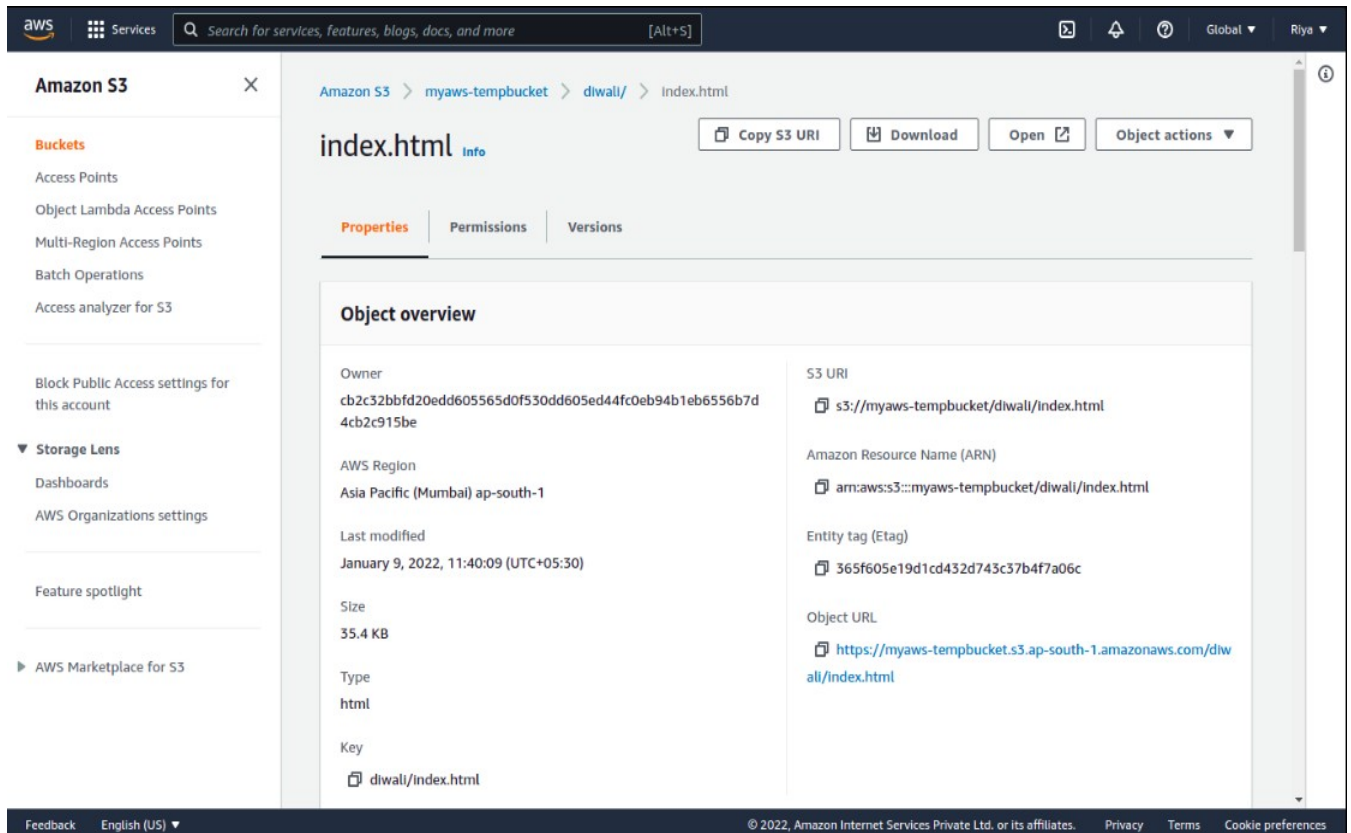 aws Services Search for services, features, blogs, docs, and more [Alt+S] Global Riya
Amazon S3
Buckets
Access Points
Object Lambda Access Points
Multi-Region Access Points
Batch Operations
Access analyzer for S3
Block Public Access settings for
this account
Storage Lens
Dashboards
AWS Organizations settings
Feature spotlight
AWS Marketplace for S3
Amazon S3 > myaws-tempbucket > diwali/ > index.html
index.html Info
Copy S3 URI Download Open Object actions
Properties Permissions Versions
Object overview
Owner
cb2c32bbfd20edd605565d0f530dd605ed44fc0eb94b1eb6556b7d
4cb2c915be
AWS Region
Asia Pacific (Mumbai) ap-south-1
Last modified
January 9, 2022, 11:40:09 (UTC+05:30)
Size
35.4 KB
Type
html
Key
diwali/index.html
S3 URI
s3://myaws-tempbucket/diwali/index.html
Amazon Resource Name (ARN)
arn:aws:s3:::myaws-tempbucket/diwali/index.html
Entity tag (Etag)
365f605e19d1cd432d743c37b4f7a06c
Object URL
https://myaws-tempbucket.s3.ap-south-1.amazonaws.com/diw
ali/index.html
Feedback English (US) © 2022, Amazon Internet Services Private Ltd. or its affiliates. Privacy Terms Cookie preferences